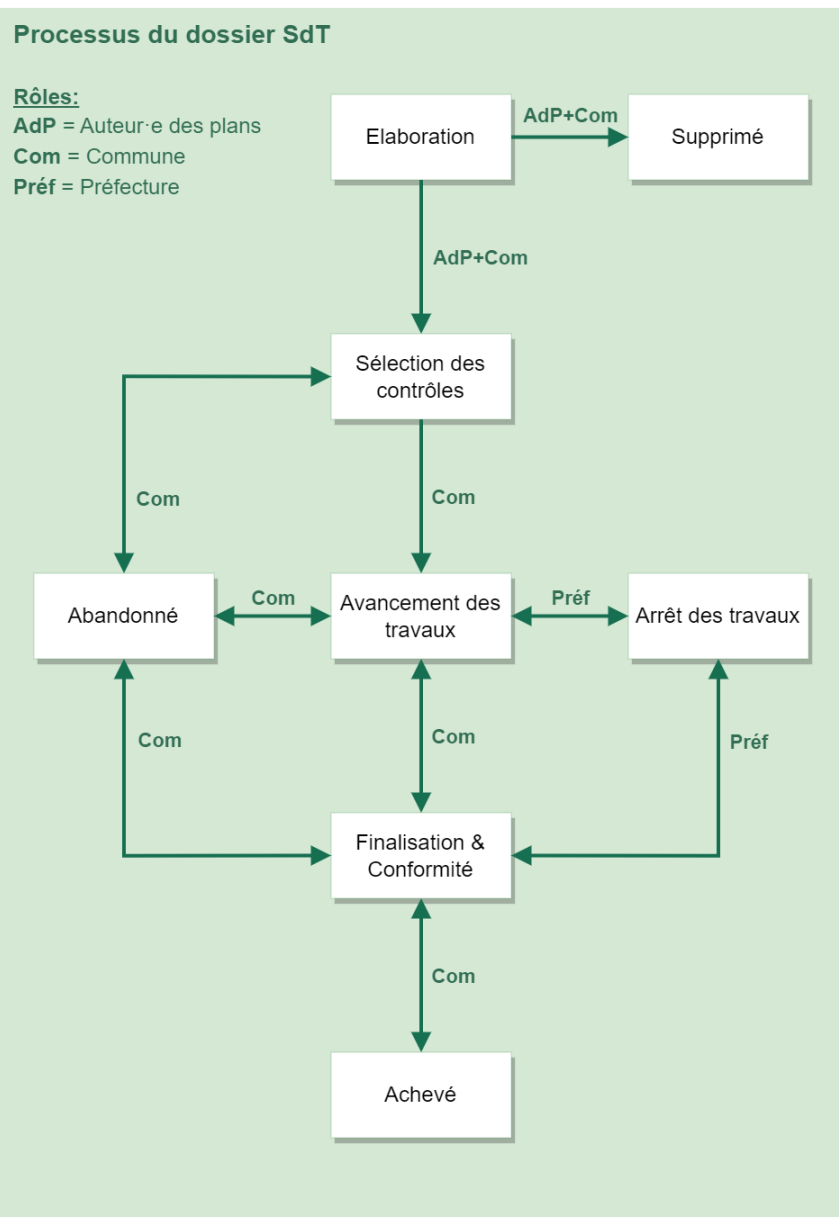 Processus du dossier SdT
Rôles:
AdP = Auteur·e des plans
Com = Commune
Préf = Préfecture
Elaboration
AdP+Com
Supprimé
AdP+Com
Sélection des
contrôles
Com
Com
Abandonné
Com
Avancement des
travaux
Préf
Arrêt des travaux
Com
Com
Préf
Finalisation &
Conformité
Com
Achevé